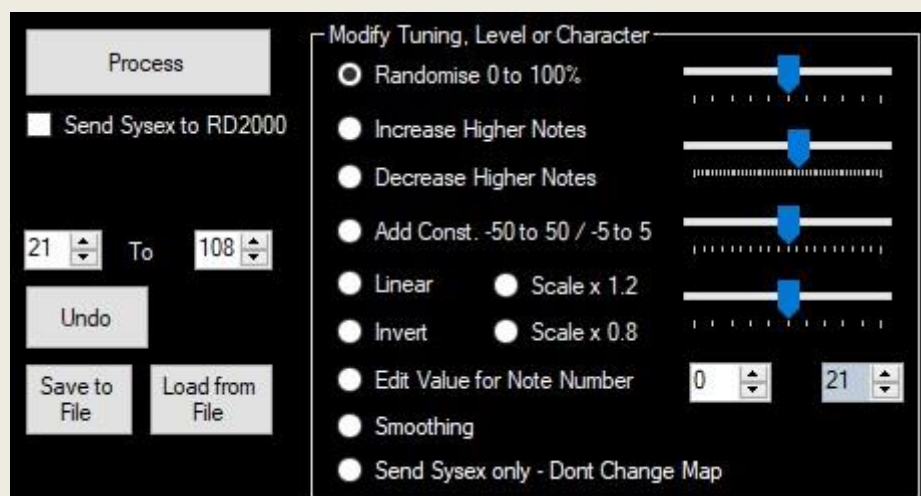 Process
Send Sysex to RD2000
21 To 108
Undo
Save to
File
Load from
File
Modify Tuning, Level or Character
Randomise 0 to 100%
Increase Higher Notes
Decrease Higher Notes
Add Const. -50 to 50 / -5 to 5
Linear Scale x 1.2
Invert Scale x 0.8
Edit Value for Note Number 0 21
Smoothing
Send Sysex only - Dont Change Map